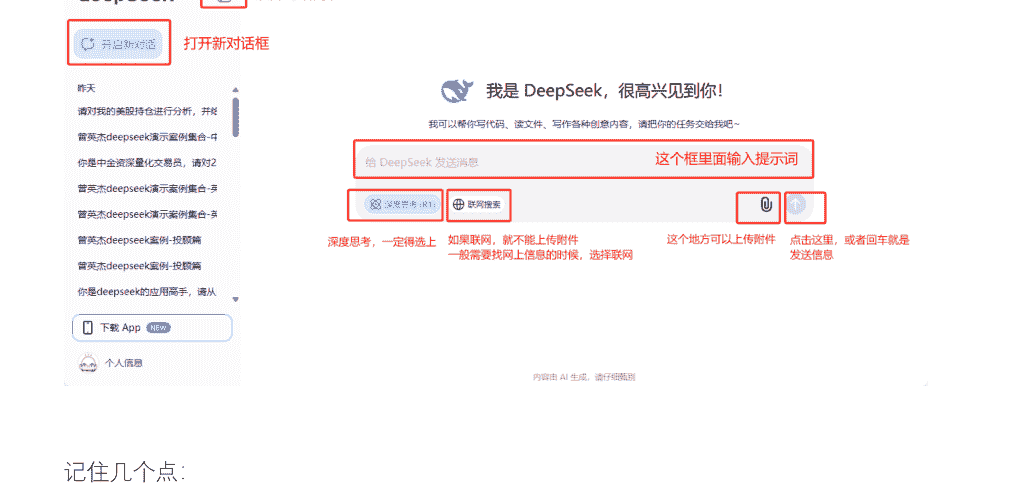 开启新对话
打开新对话框
昨天
请对我的美股持仓进行分析，并给
曾英杰deepseek演示案例集合-中
你是中金资深量化交易员，请对2
曾英杰deepseek演示案例集合-英
曾英杰deepseek演示案例集合-英
曾英杰deepseek案例-投顾篇
曾英杰deepseek案例-投顾篇
你是deepseek的应用高手，请从
下载 App NEW
个人信息
我是 DeepSeek，很高兴见到你！
我可以帮你写代码、读文件、写作各种创意内容，请把你的任务交给我吧~
给 DeepSeek 发送消息
这个框里面输入提示词
深度思考 (R1)
联网搜索
深度思考，一定得选上
如果联网，就不能上传附件
一般需要找网上信息的时候，选择联网
这个地方可以上传附件
点击这里，或者回车就是
发送信息
内容由 AI 生成，请仔细甄别
记住几个点：